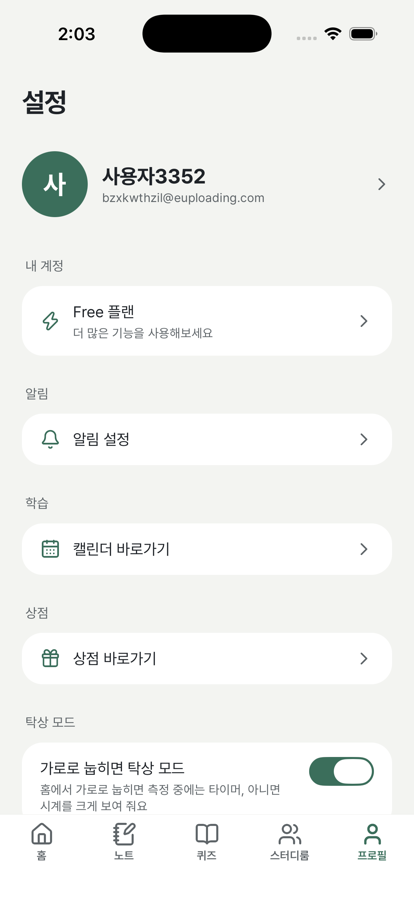 2:03
설정
사
사용자3352
bzxkwthzil@euploading.com
내 계정
Free 플랜
더 많은 기능을 사용해보세요
알림
알림 설정
학습
캘린더 바로가기
상점
상점 바로가기
탁상 모드
가로로 눕히면 탁상 모드
홈에서 가로로 눕히면 측정 중에는 타이머, 아니면
시계를 크게 보여 줘요
홈
노트
퀴즈
스터디룸
프로필